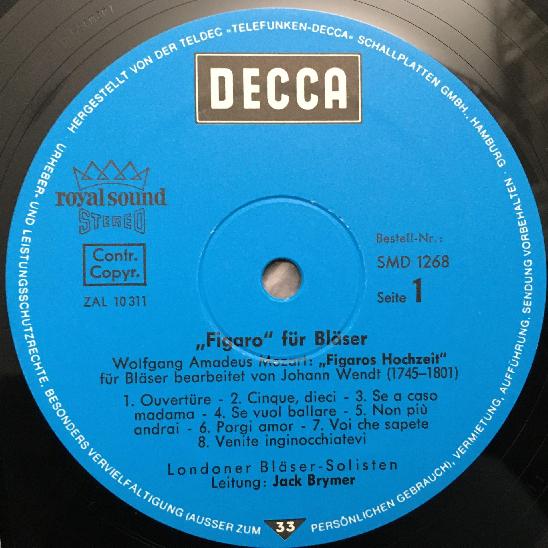 HERGESTELLT VON DER TELDEC »TELEFUNKEN-DECCA« SCHALLPLATTEN GMBH., HAMBURG
URHEBER- UND LEISTUNGSSCHUTZRECHTE, BESONDERS VERVIELFÄLTIGUNG (AUSSER ZUM PERSÖNLICHEN GEBRAUCH), VERMIETUNG, AUFFÜHRUNG, SENDUNG VORBEHALTEN ·
DECCA
royal sound
STEREO
Contr.
Copyr.
ZAL 10 311
Bestell-Nr.:
SMD 1268
Seite 1
„Figaro“ für Bläser
Wolfgang Amadeus Mozart: „Figaros Hochzeit“
für Bläser bearbeitet von Johann Wendt (1745–1801)
1. Ouvertüre - 2. Cinque, dieci - 3. Se a caso
madama - 4. Se vuol ballare - 5. Non più
andrai - 6. Porgi amor - 7. Voi che sapete
8. Venite inginocchiatevi
Londoner Bläser-Solisten
Leitung: Jack Brymer
33